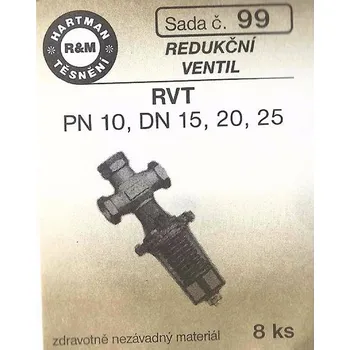 HARTMAN
R&M
TĚSNĚNÍ
Sada č. 99
REDUKČNÍ
VENTIL
RVT
PN 10, DN 15, 20, 25
zdravotně nezávadný materiál
8 ks